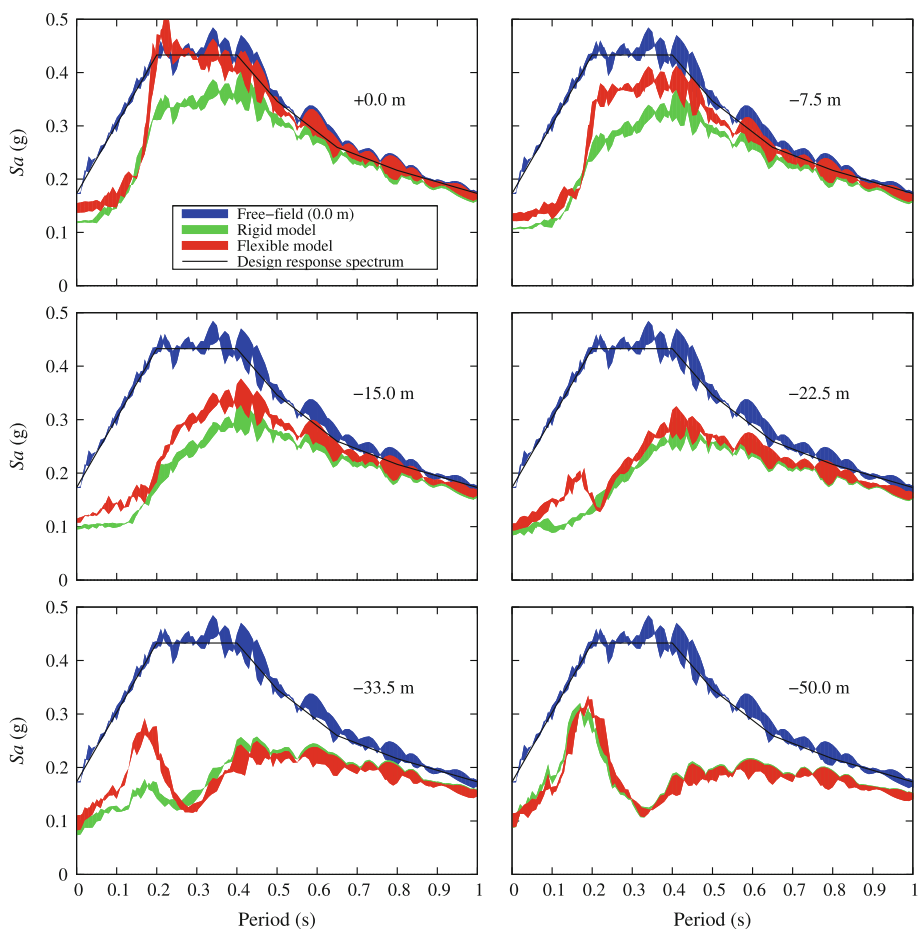 0.5
0.4
0.3
0.2
0.1
0
Sa (g)
+0.0 m
Free−field (0.0 m)
Rigid model
Flexible model
Design response spectrum
−7.5 m
0.5
0.4
0.3
0.2
0.1
0
Sa (g)
−15.0 m
−22.5 m
0.5
0.4
0.3
0.2
0.1
0
Sa (g)
−33.5 m
−50.0 m
0 0.1 0.2 0.3 0.4 0.5 0.6 0.7 0.8 0.9 1
0 0.1 0.2 0.3 0.4 0.5 0.6 0.7 0.8 0.9 1
Period (s)
Period (s)